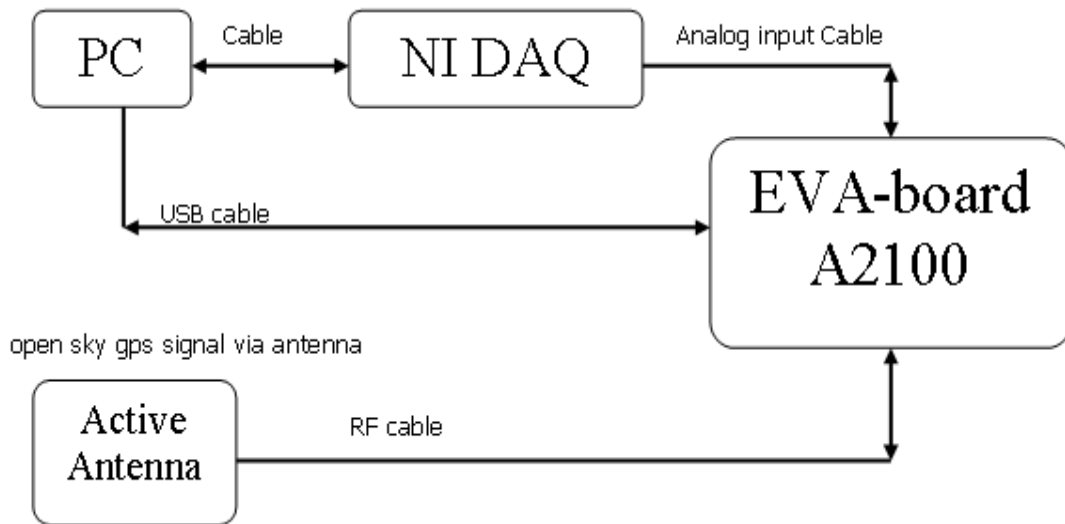 PC
Cable
NI DAQ
Analog input Cable
EVA-board
A2100
USB cable
open sky gps signal via antenna
Active
Antenna
RF cable